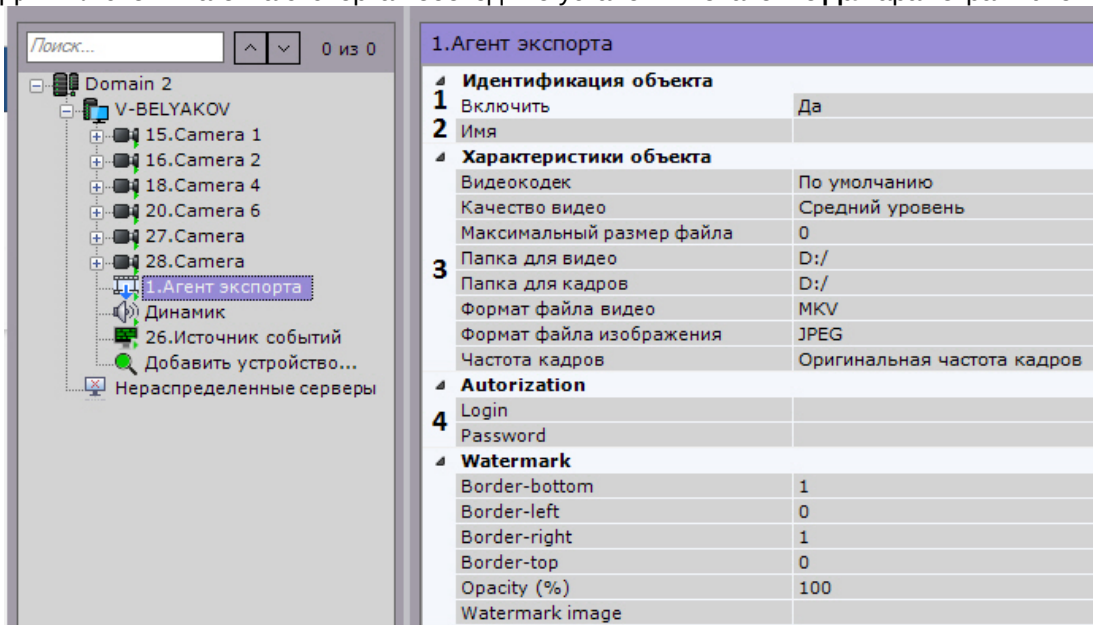 Поиск...
0 из 0
Domain 2
V-BELYAKOV
15.Camera 1
16.Camera 2
18.Camera 4
20.Camera 6
27.Camera
28.Camera
1.Агент экспорта
Динамик
26.Источник событий
Добавить устройство...
Нераспределенные серверы
1.Агент экспорта
Идентификация объекта
1 Включить Да
2 Имя
Характеристики объекта
Видеокодек По умолчанию
Качество видео Средний уровень
Максимальный размер файла 0
3
Папка для видео D:/
Папка для кадров D:/
Формат файла видео MKV
Формат файла изображения JPEG
Частота кадров Оригинальная частота кадров
Autorization
4
Login
Password
Watermark
Border-bottom 1
Border-left 0
Border-right 1
Border-top 0
Opacity (%) 100
Watermark image